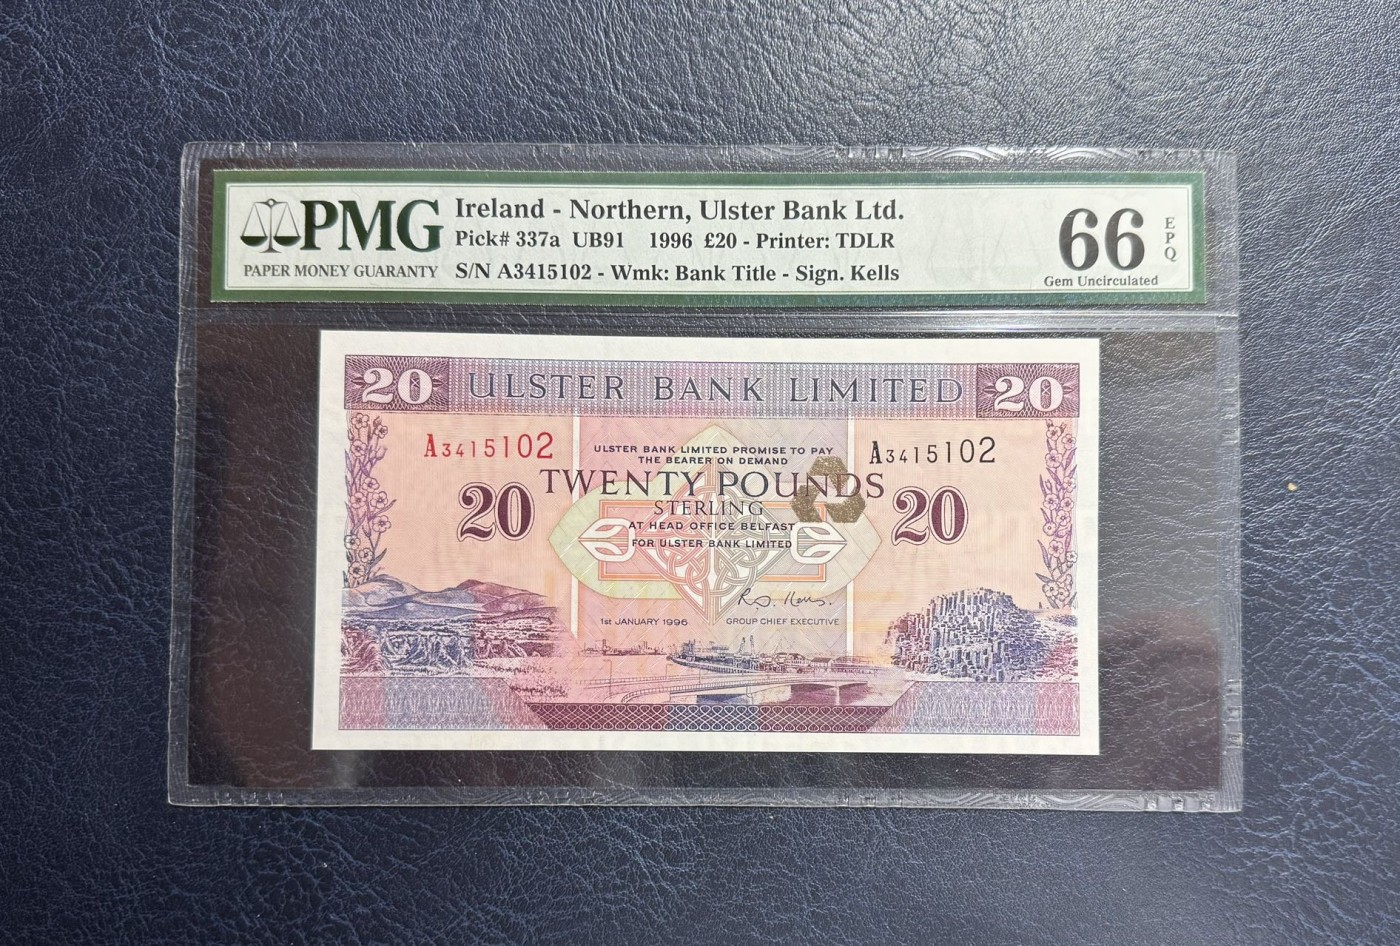 PMG
PAPER MONEY GUARANTY
Ireland - Northern, Ulster Bank Ltd.
Pick# 337a UB91 1996 £20 - Printer: TDLR
S/N A3415102 - Wmk: Bank Title - Sign. Kells
66
EPQ
Gem Uncirculated
20 ULSTER BANK LIMITED 20
A3415102
A3415102
ULSTER BANK LIMITED PROMISE TO PAY
THE BEARER ON DEMAND
TWENTY POUNDS
20
20
STERLING
AT HEAD OFFICE BELFAST
FOR ULSTER BANK LIMITED
R.D. Kells.
1st JANUARY 1996 GROUP CHIEF EXECUTIVE